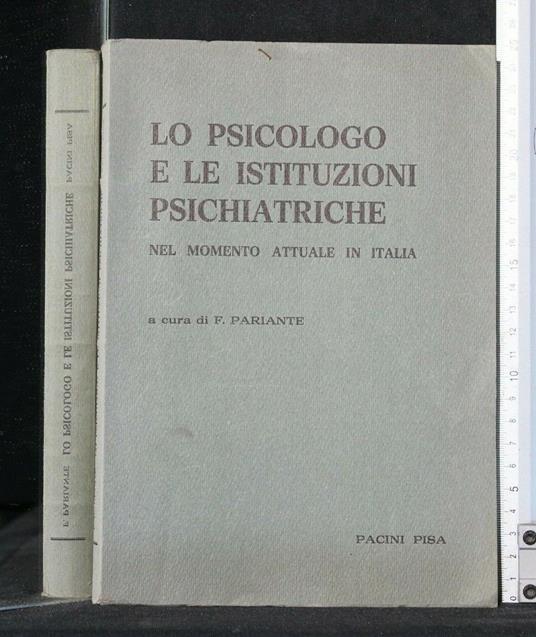 LO PSICOLOGO
E LE ISTITUZIONI
PSICHIATRICHE
NEL MOMENTO ATTUALE IN ITALIA
a cura di F. PARIANTE
PACINI PISA
F. PARIANTE LO PSICOLOGO E LE ISTITUZIONI PSICHIATRICHE PACINI PISA